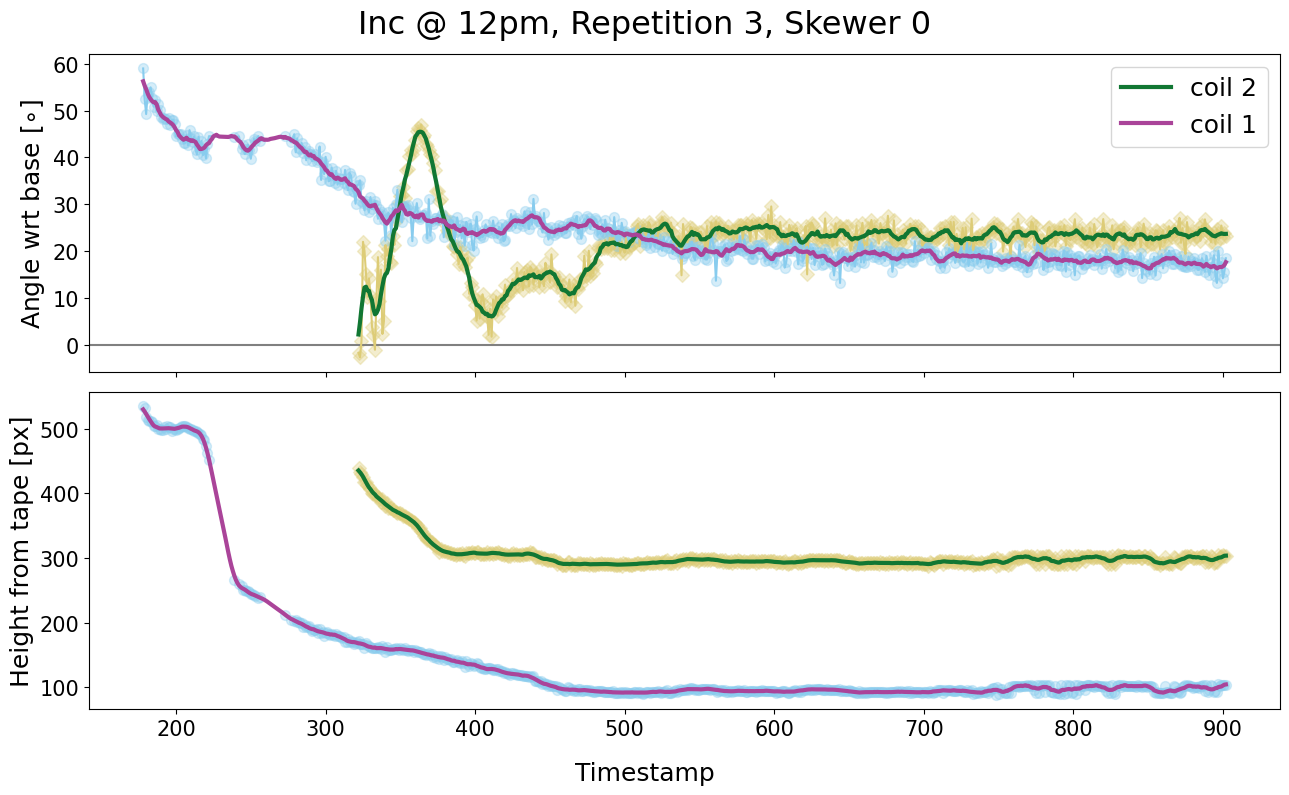 Inc @ 12pm, Repetition 3, Skewer 0
Angle wrt base [∘]
60
50
40
30
20
10
0
coil 2
coil 1
Height from tape [px]
500
400
300
200
100
200 300 400 500 600 700 800 900
Timestamp